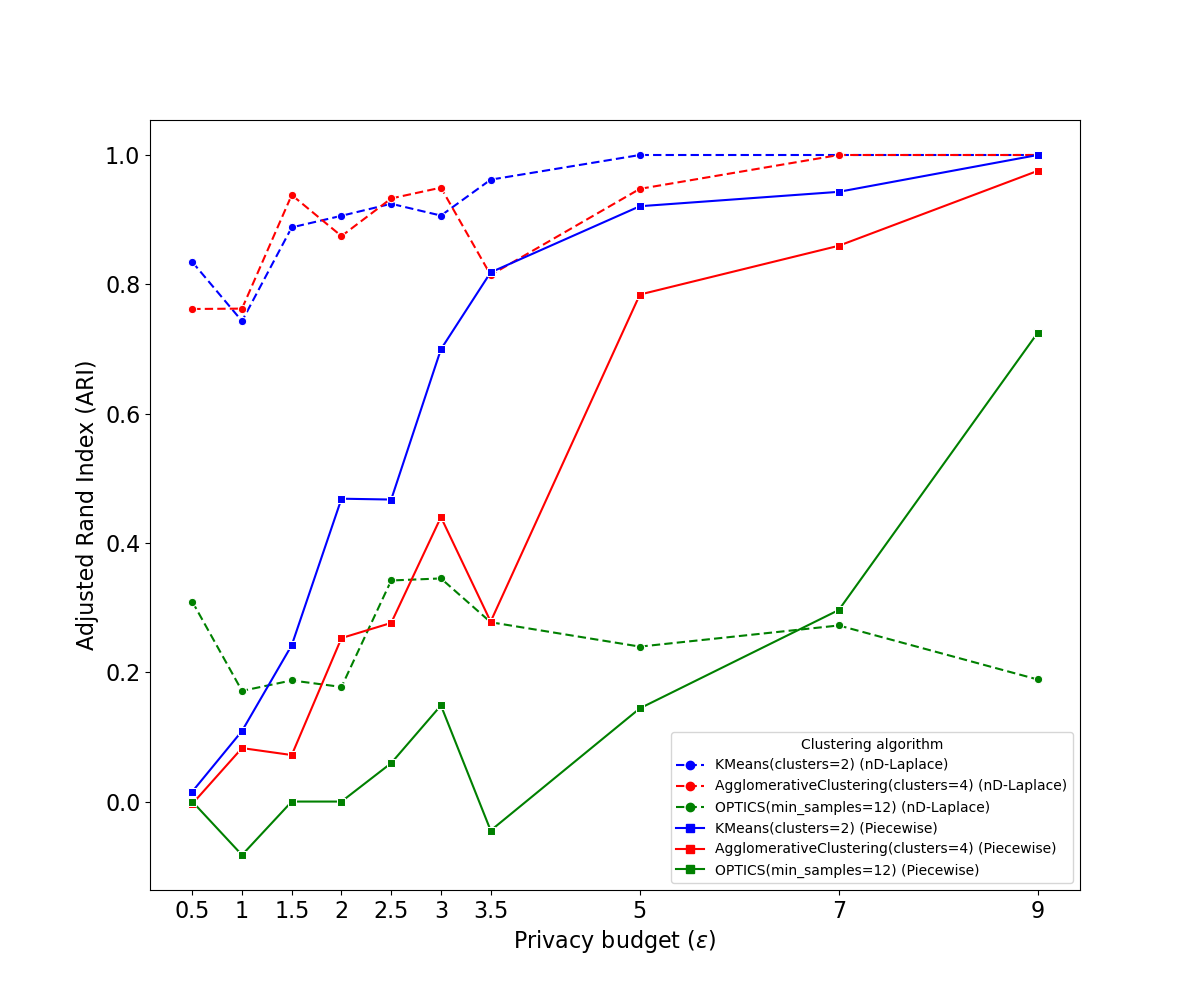 1.0
0.8
0.6
0.4
0.2
0.0
Adjusted Rand Index (ARI)
0.5 1 1.5 2 2.5 3 3.5 5 7 9
Privacy budget (ε)
Clustering algorithm
KMeans(clusters=2) (nD-Laplace)
AgglomerativeClustering(clusters=4) (nD-Laplace)
OPTICS(min_samples=12) (nD-Laplace)
KMeans(clusters=2) (Piecewise)
AgglomerativeClustering(clusters=4) (Piecewise)
OPTICS(min_samples=12) (Piecewise)